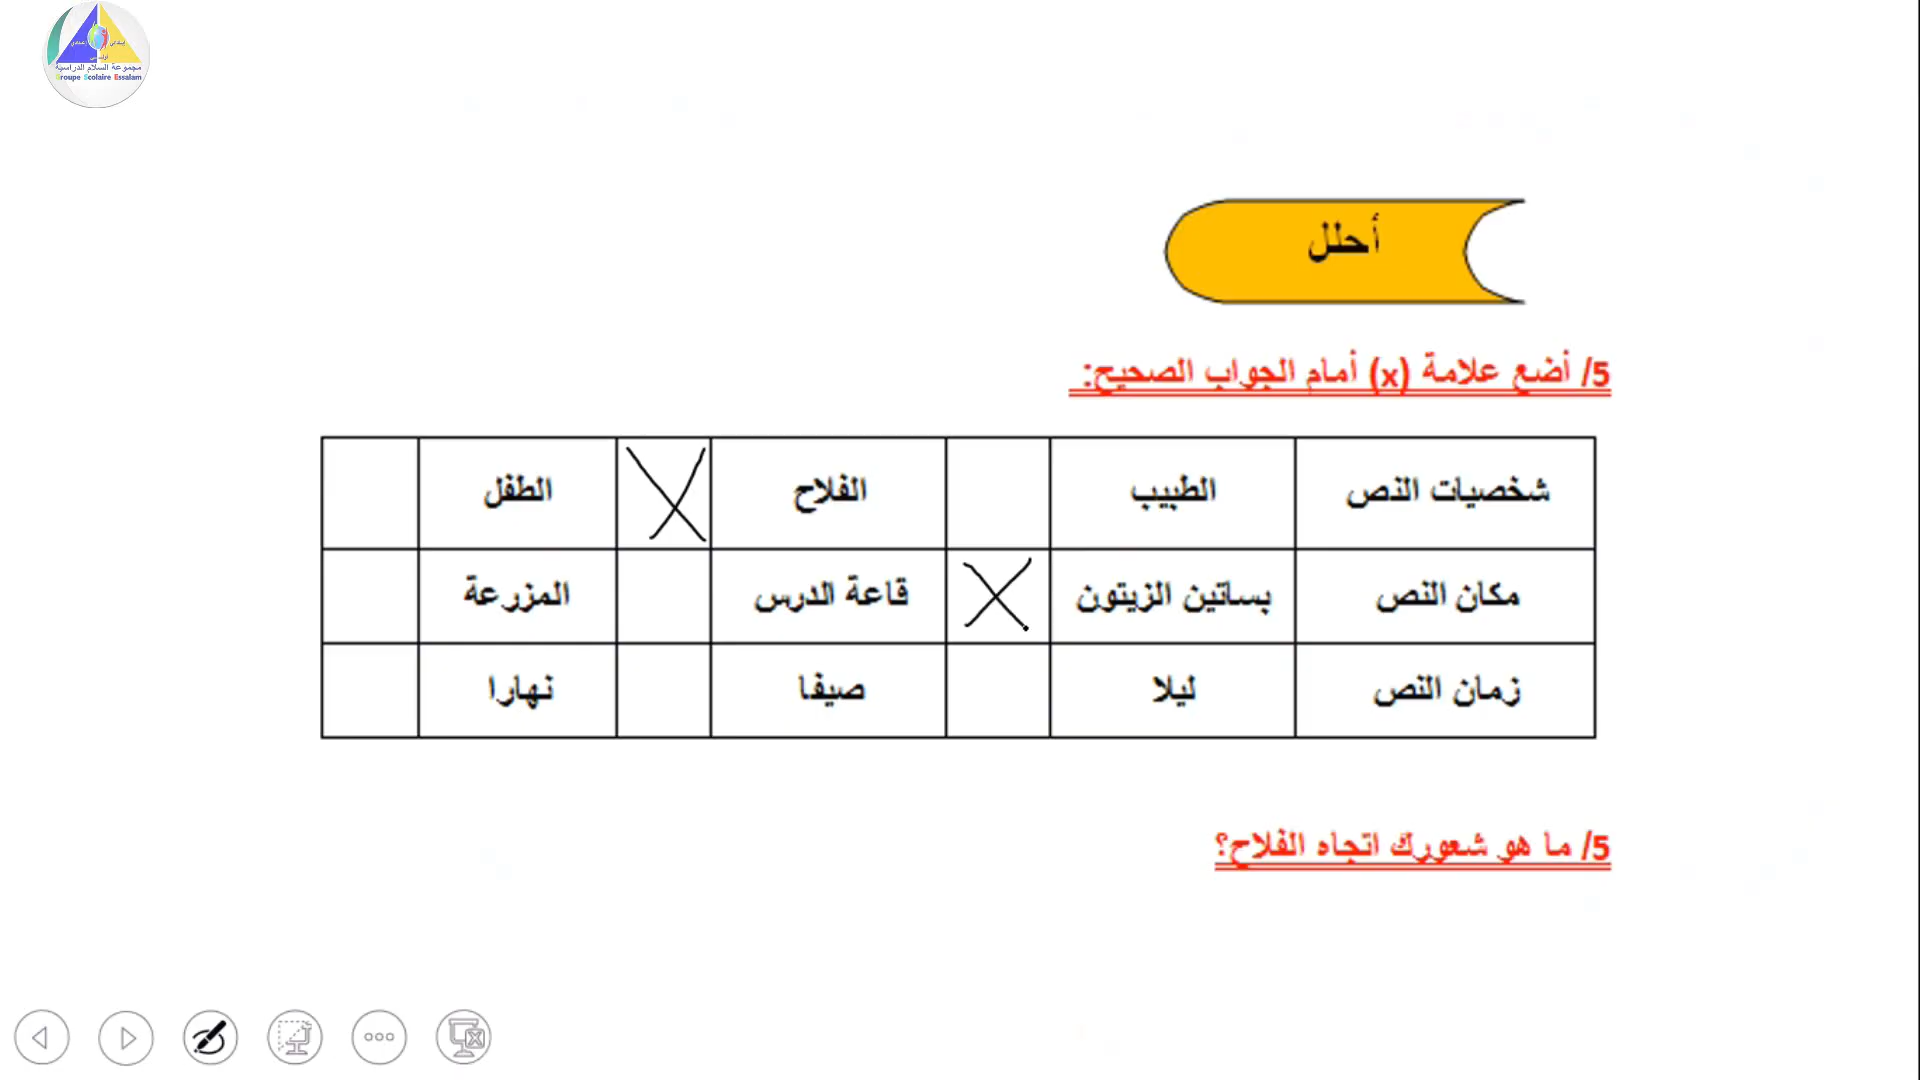 مجموعة السلام الدراسية
Groupe Scolaire Essalam
أحلل
5/ أضع علامة (x) أمام الجواب الصحيح:
شخصيات النص الطبيب الفلاح X الطفل
مكان النص بساتين الزيتون X قاعة الدرس المزرعة
زمان النص ليلا صيفا نهارا
5/ ما هو شعورك اتجاه الفلاح؟